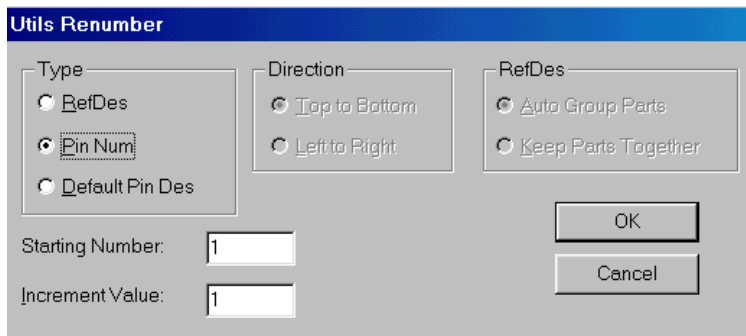 Utils Renumber
Type
RefDes
Pin Num
Default Pin Des
Direction
Top to Bottom
Left to Right
RefDes
Auto Group Parts
Keep Parts Together
Starting Number: 1
Increment Value: 1
OK
Cancel